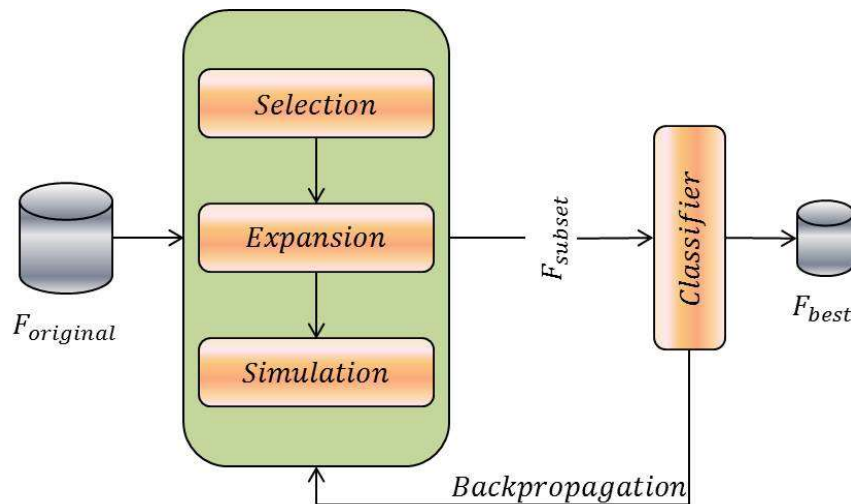 Selection
Expansion
Simulation
F_original
F_subset
Classifier
F_best
Backpropagation